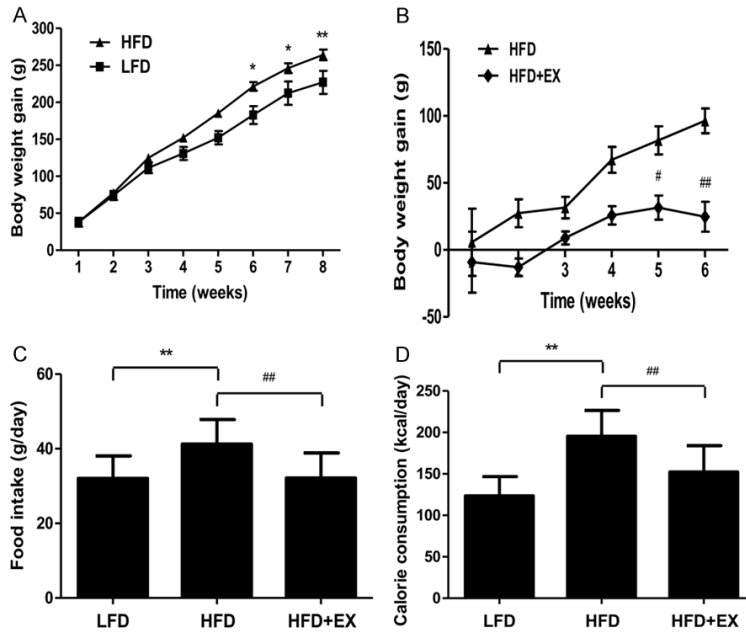 A
Body weight gain (g)
300
250
200
150
100
50
0
HFD
LFD
*
*
**
1 2 3 4 5 6 7 8
Time (weeks)
B
Body weight gain (g)
150
100
50
0
-50
HFD
HFD+EX
#
##
3 4 5 6
Time (weeks)
C
Food intake (g/day)
60
40
20
0
**
##
LFD HFD HFD+EX
D
Calorie consumption (kcal/day)
250
200
150
100
50
0
**
##
LFD HFD HFD+EX